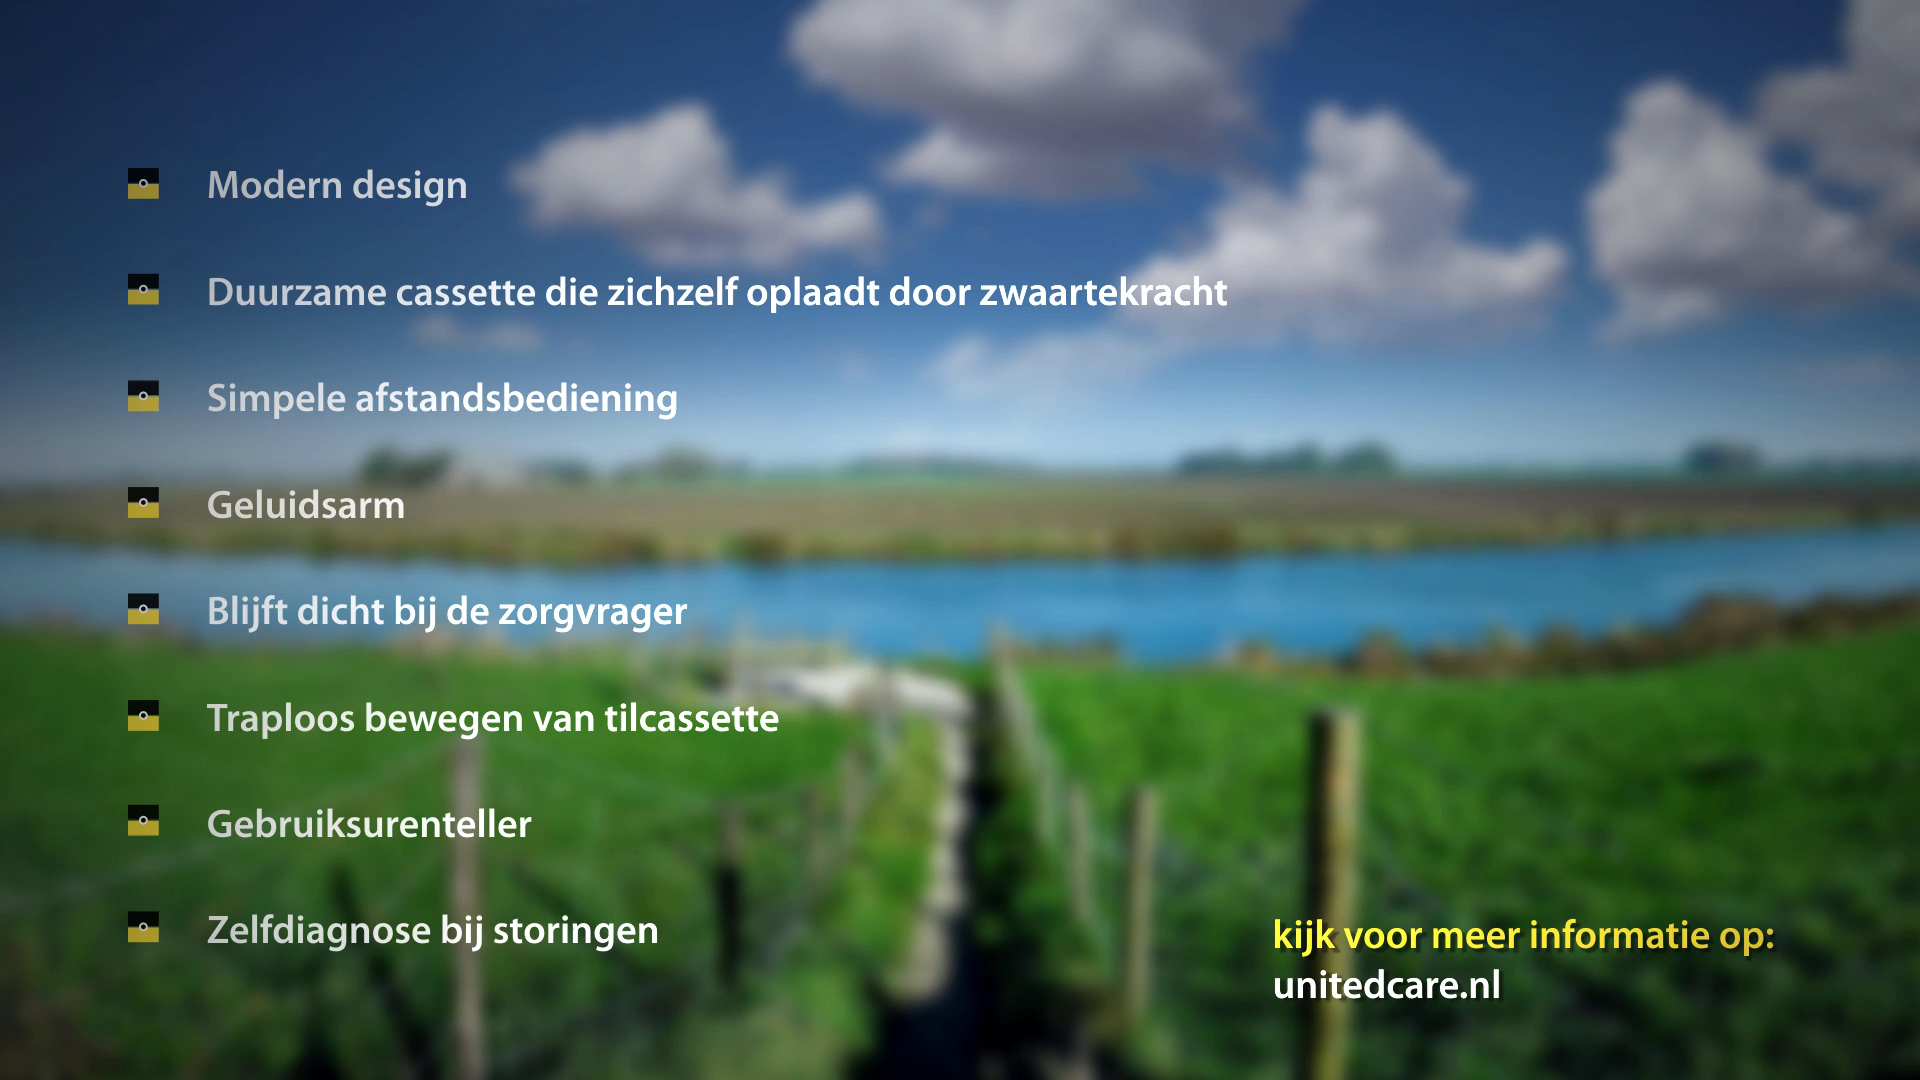 Modern design
Duurzame cassette die zichzelf oplaadt door zwaartekracht
Simpele afstandsbediening
Geluidsarm
Blijft dicht bij de zorgvrager
Traploos bewegen van tilcassette
Gebruiksurenteller
Zelfdiagnose bij storingen
kijk voor meer informatie op:
unitedcare.nl